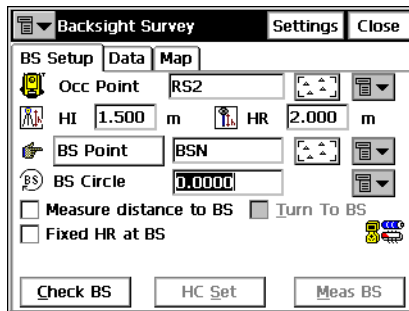 Backsight Survey Settings Close
BS Setup Data Map
Occ Point RS2
HI 1.500 m HR 2.000 m
BS Point BSN
BS BS Circle 0.0000
Measure distance to BS Turn To BS
Fixed HR at BS
Check BS HC Set Meas BS